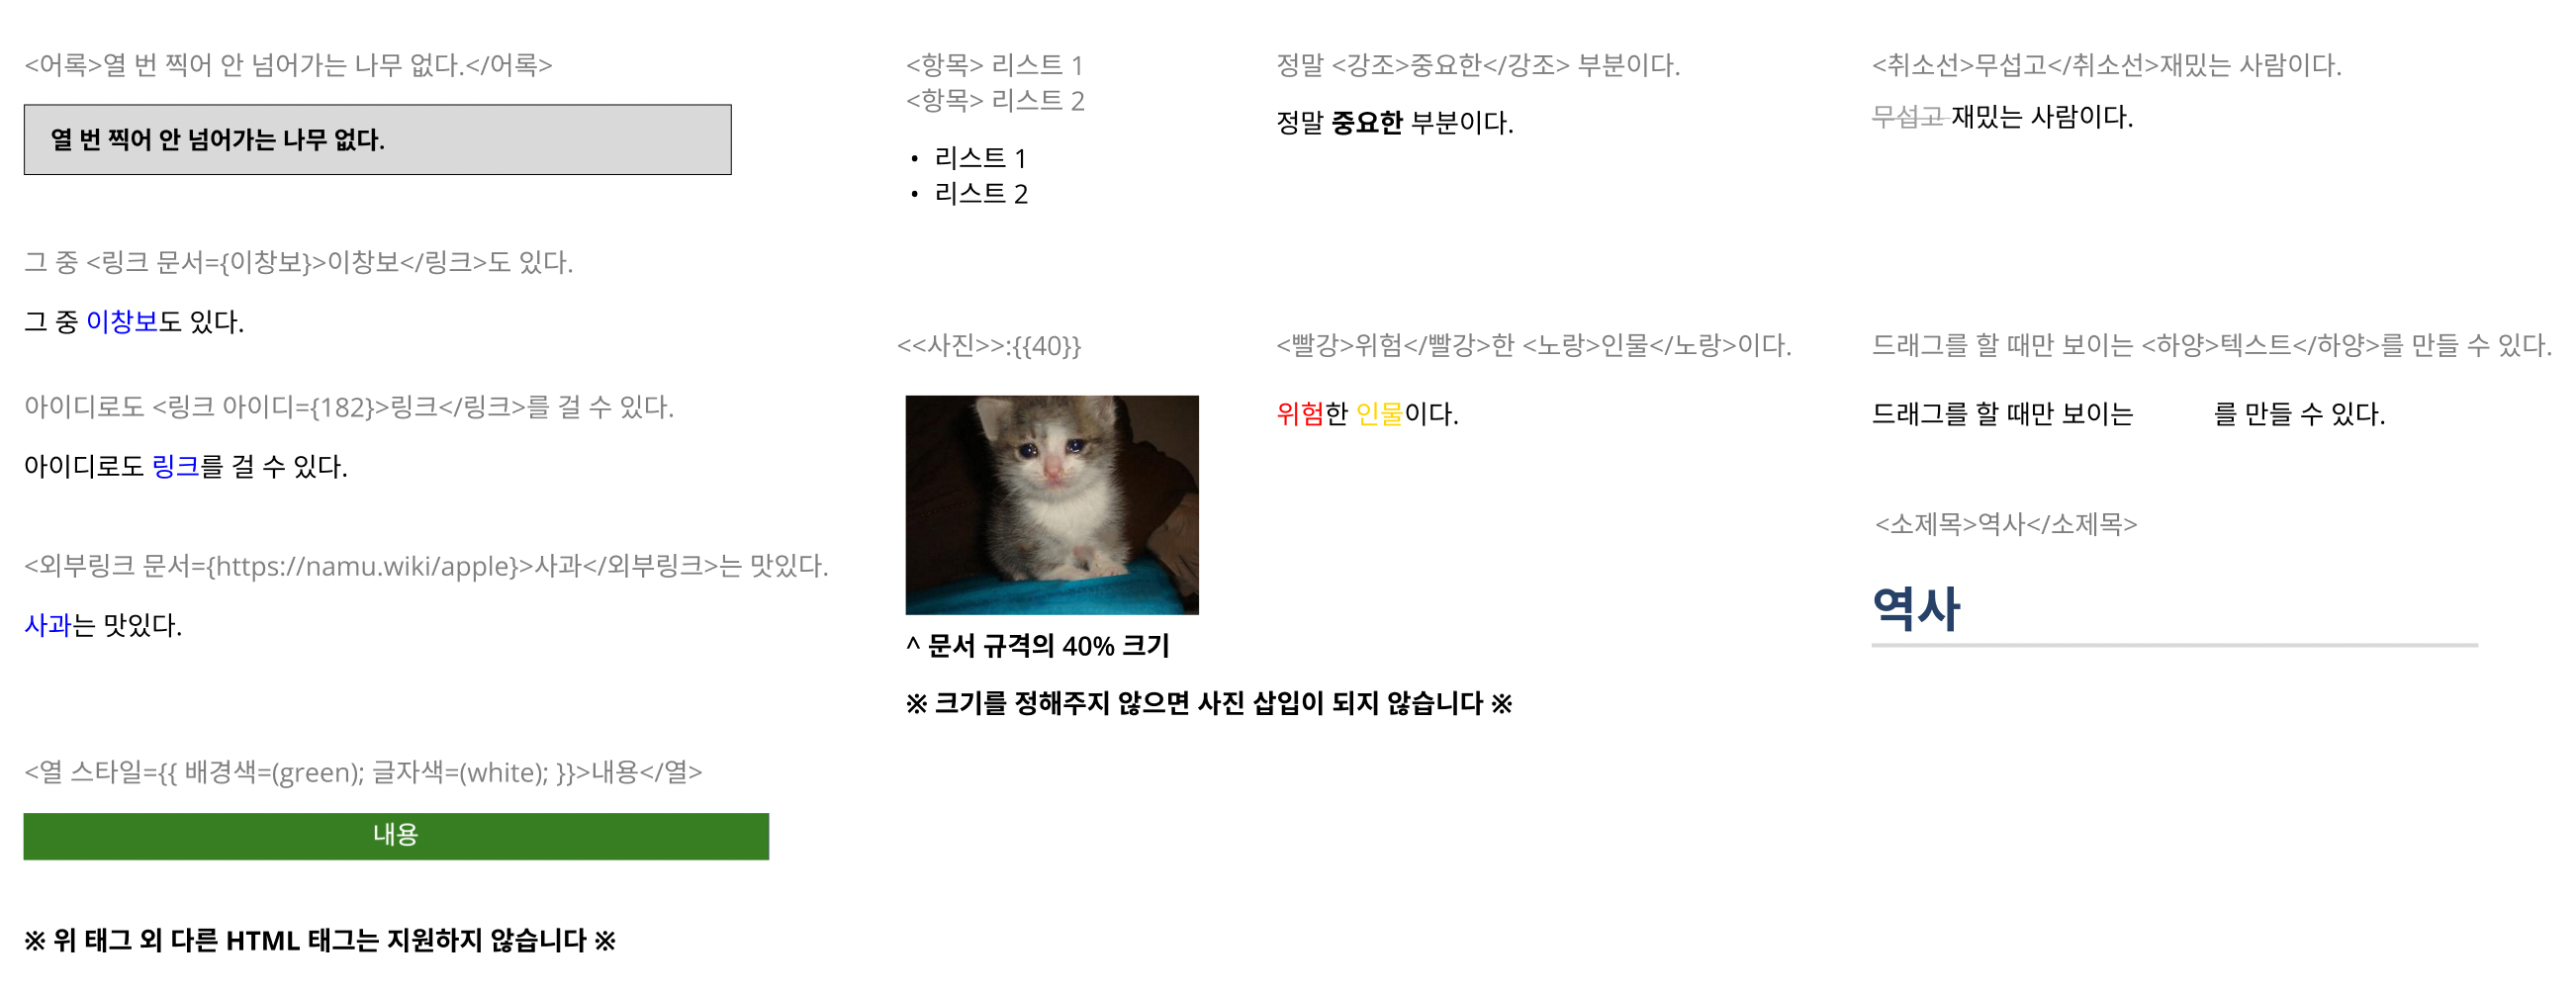 <어록>열 번 찍어 안 넘어가는 나무 없다.</어록>
열 번 찍어 안 넘어가는 나무 없다.
그 중 <링크 문서={이창보}>이창보</링크>도 있다.
그 중 이창보도 있다.
아이디로도 <링크 아이디={182}>링크</링크>를 걸 수 있다.
아이디로도 링크를 걸 수 있다.
<외부링크 문서={https://namu.wiki/apple}>사과</외부링크>는 맛있다.
사과는 맛있다.
<열 스타일={{ 배경색=(green); 글자색=(white); }}>내용</열>
내용
※ 위 태그 외 다른 HTML 태그는 지원하지 않습니다 ※
<항목> 리스트 1
<항목> 리스트 2
• 리스트 1
• 리스트 2
<<사진>>:{{40}}
^ 문서 규격의 40% 크기
※ 크기를 정해주지 않으면 사진 삽입이 되지 않습니다 ※
정말 <강조>중요한</강조> 부분이다.
정말 중요한 부분이다.
<빨강>위험</빨강>한 <노랑>인물</노랑>이다.
위험한 인물이다.
<취소선>무섭고</취소선>재밌는 사람이다.
무섭고 재밌는 사람이다.
드래그를 할 때만 보이는 <하양>텍스트</하양>를 만들 수 있다.
드래그를 할 때만 보이는 를 만들 수 있다.
<소제목>역사</소제목>
역사